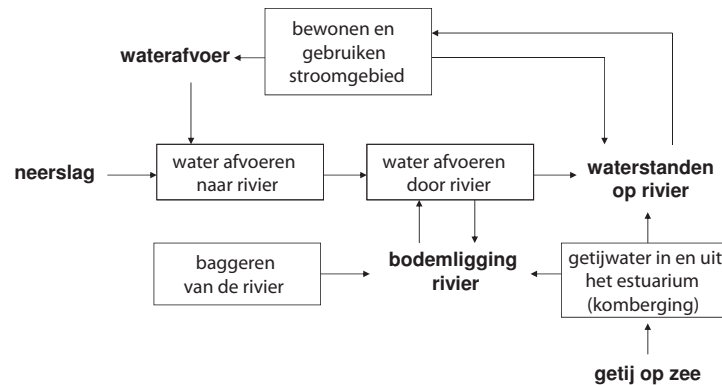 bewonen en
gebruiken
stroomgebied
waterafvoer
neerslag
water afvoeren
naar rivier
water afvoeren
door rivier
waterstanden
op rivier
baggeren
van de rivier
bodemligging
rivier
getijwater in en uit
het estuarium
(komberging)
getij op zee